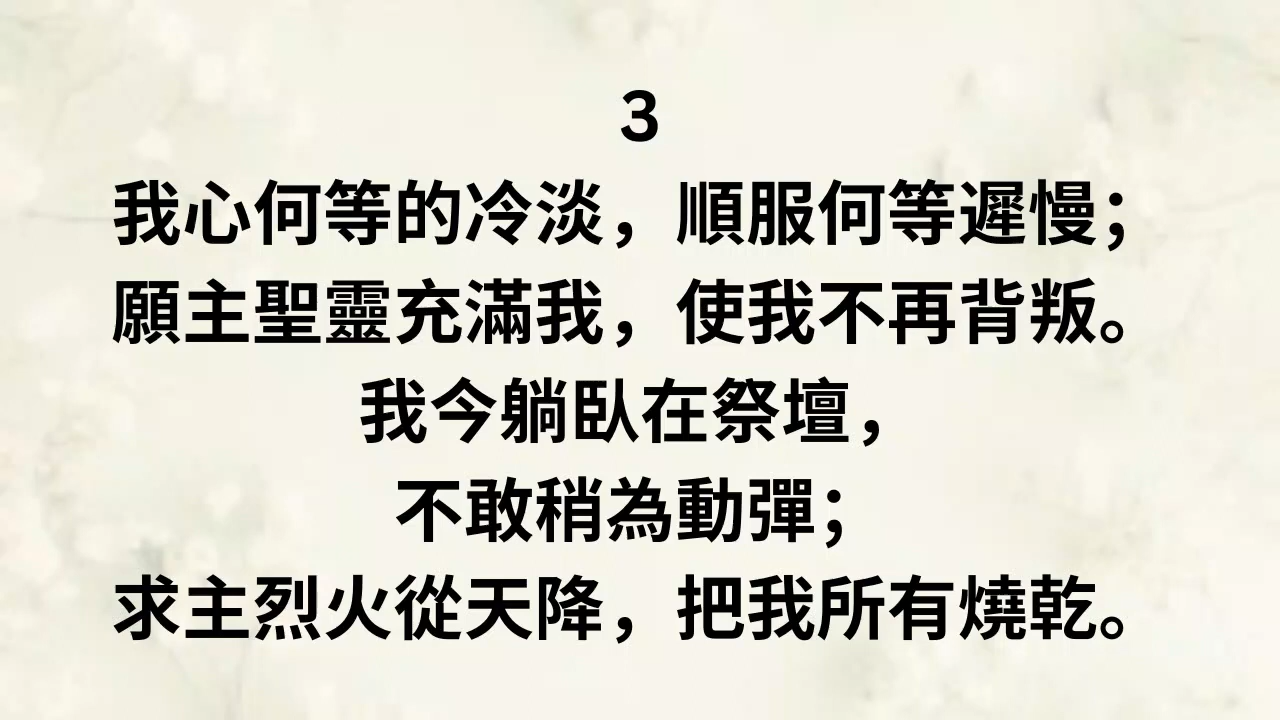 3
我心何等的冷淡，順服何等遲慢；
願主聖靈充滿我，使我不再背叛。
我今躺臥在祭壇，
不敢稍為動彈；
求主烈火從天降，把我所有燒乾。